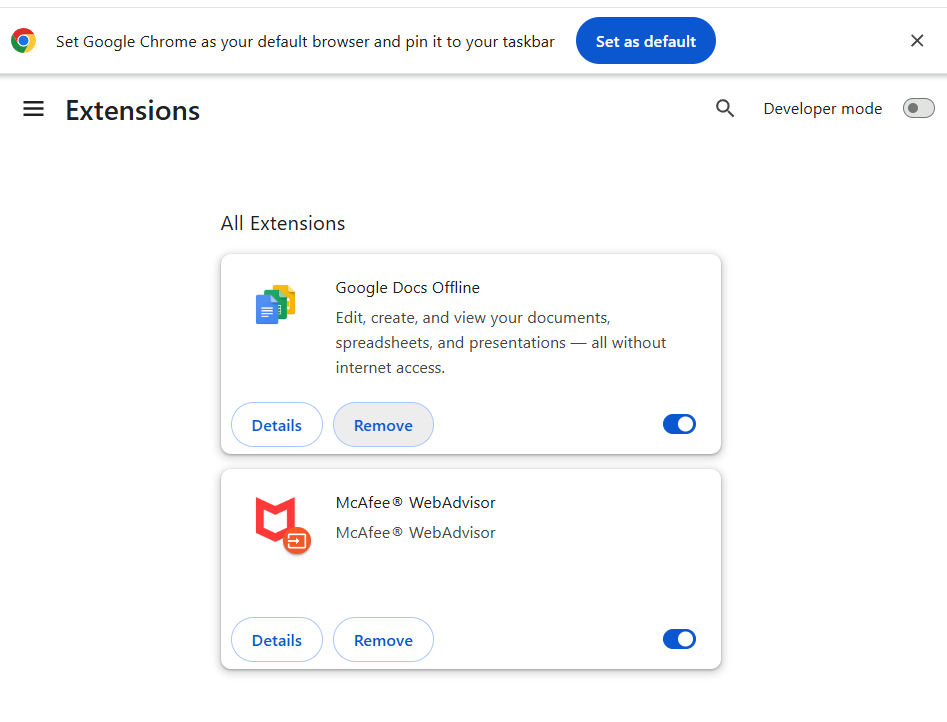 Set Google Chrome as your default browser and pin it to your taskbar
Set as default
Extensions
Developer mode
All Extensions
Google Docs Offline
Edit, create, and view your documents,
spreadsheets, and presentations — all without
internet access.
Details
Remove
McAfee® WebAdvisor
McAfee® WebAdvisor
Details
Remove